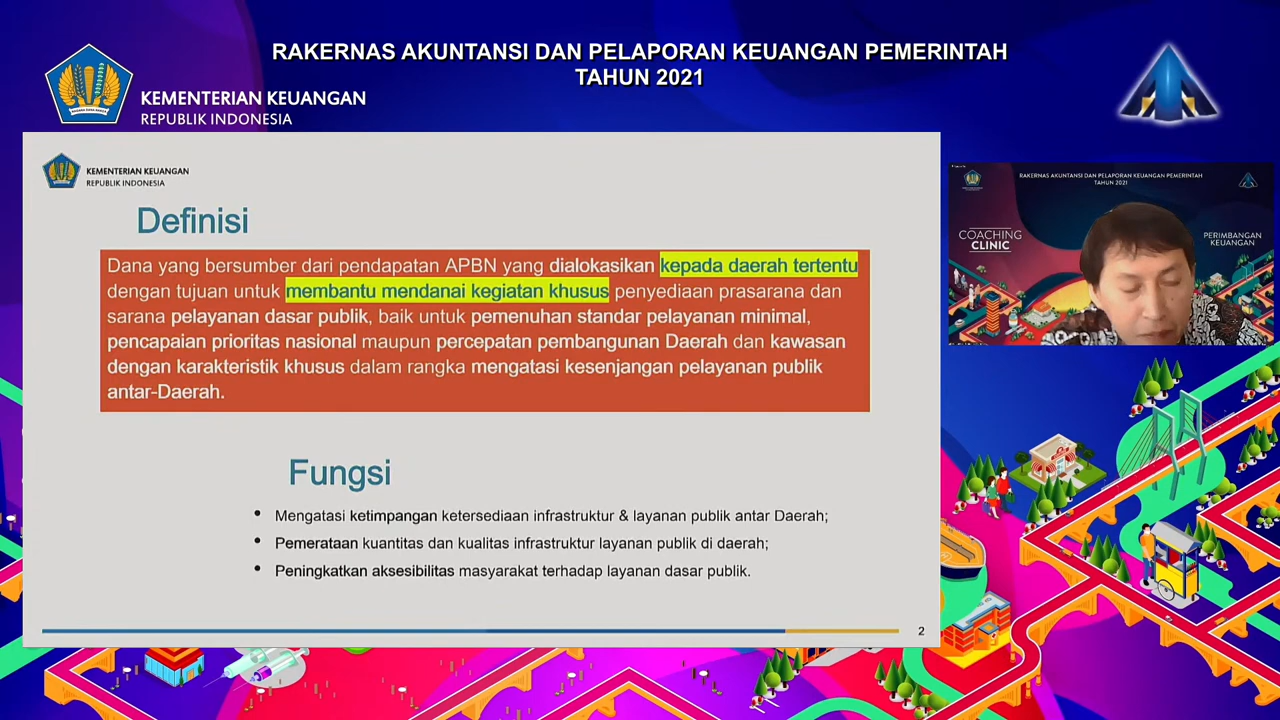 RAKERNAS AKUNTANSI DAN PELAPORAN KEUANGAN PEMERINTAH
TAHUN 2021
KEMENTERIAN KEUANGAN
REPUBLIK INDONESIA
KEMENTERIAN KEUANGAN
REPUBLIK INDONESIA
Definisi
Dana yang bersumber dari pendapatan APBN yang dialokasikan kepada daerah tertentu
dengan tujuan untuk membantu mendanai kegiatan khusus penyediaan prasarana dan
sarana pelayanan dasar publik, baik untuk pemenuhan standar pelayanan minimal,
pencapaian prioritas nasional maupun percepatan pembangunan Daerah dan kawasan
dengan karakteristik khusus dalam rangka mengatasi kesenjangan pelayanan publik
antar-Daerah.
Fungsi
• Mengatasi ketimpangan ketersediaan infrastruktur & layanan publik antar Daerah;
• Pemerataan kuantitas dan kualitas infrastruktur layanan publik di daerah;
• Peningkatan aksesibilitas masyarakat terhadap layanan dasar publik.
2
RAKERNAS AKUNTANSI DAN PELAPORAN KEUANGAN PEMERINTAH
TAHUN 2021
COACHING
CLINIC
PERIMBANGAN
KEUANGAN